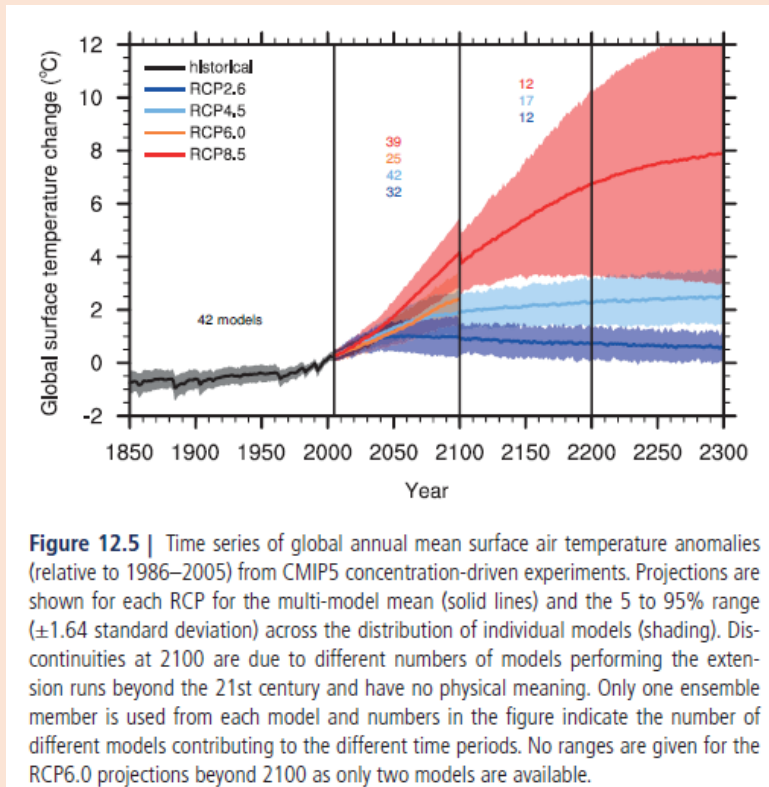 Global surface temperature change (°C)
12
10
8
6
4
2
0
-2
historical
RCP2.6
RCP4.5
RCP6.0
RCP8.5
42 models
39
25
42
32
12
17
12
1850 1900 1950 2000 2050 2100 2150 2200 2250 2300
Year
Figure 12.5 | Time series of global annual mean surface air temperature anomalies
(relative to 1986–2005) from CMIP5 concentration-driven experiments. Projections are
shown for each RCP for the multi-model mean (solid lines) and the 5 to 95% range
(±1.64 standard deviation) across the distribution of individual models (shading). Dis-
continuities at 2100 are due to different numbers of models performing the exten-
sion runs beyond the 21st century and have no physical meaning. Only one ensemble
member is used from each model and numbers in the figure indicate the number of
different models contributing to the different time periods. No ranges are given for the
RCP6.0 projections beyond 2100 as only two models are available.